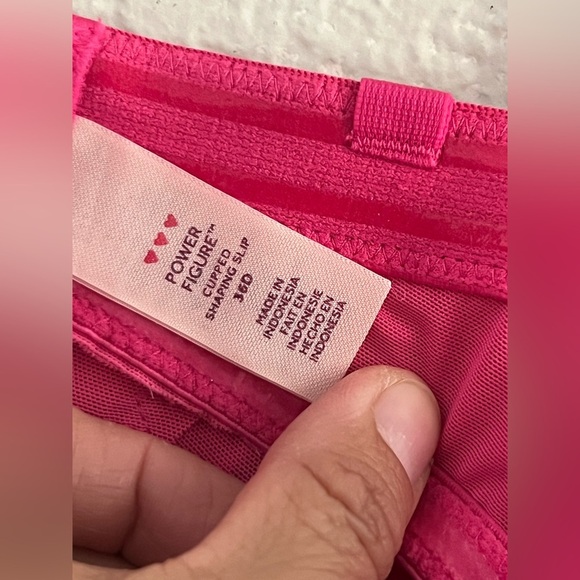 POWER
FIGURE™
CUPPED
SHAPING SLIP
36D
MADE IN
INDONESIA
FAIT EN
INDONESIE
HECHO EN
INDONESIA